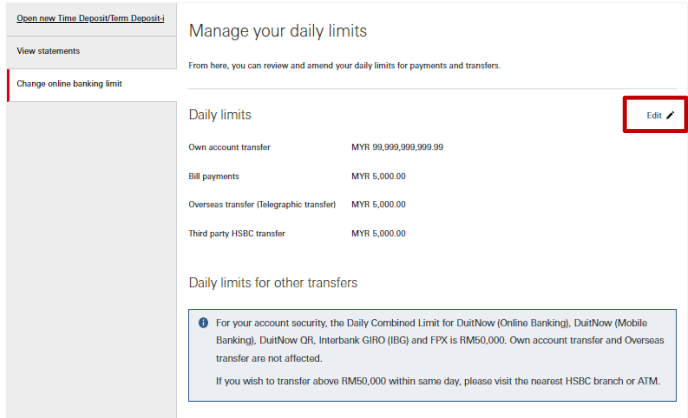 Open new Time Deposit/Term Deposit-i
View statements
Change online banking limit
Manage your daily limits
From here, you can review and amend your daily limits for payments and transfers.
Daily limits
Edit
Own account transfer MYR 99,999,999,999.99
Bill payments MYR 5,000.00
Overseas transfer (Telegraphic transfer) MYR 5,000.00
Third party HSBC transfer MYR 5,000.00
Daily limits for other transfers
For your account security, the Daily Combined Limit for DuitNow (Online Banking), DuitNow (Mobile
Banking), DuitNow QR, Interbank GIRO (IBG) and FPX is RM50,000. Own account transfer and Overseas
transfer are not affected.
If you wish to transfer above RM50,000 within same day, please visit the nearest HSBC branch or ATM.